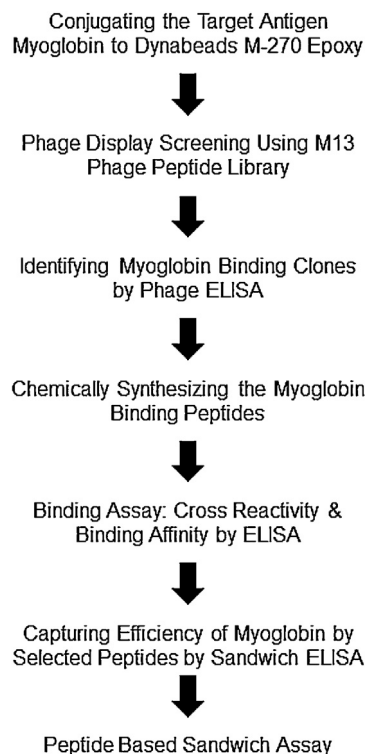 Conjugating the Target Antigen
Myoglobin to Dynabeads M-270 Epoxy
Phage Display Screening Using M13
Phage Peptide Library
Identifying Myoglobin Binding Clones
by Phage ELISA
Chemically Synthesizing the Myoglobin
Binding Peptides
Binding Assay: Cross Reactivity &
Binding Affinity by ELISA
Capturing Efficiency of Myoglobin by
Selected Peptides by Sandwich ELISA
Peptide Based Sandwich Assay